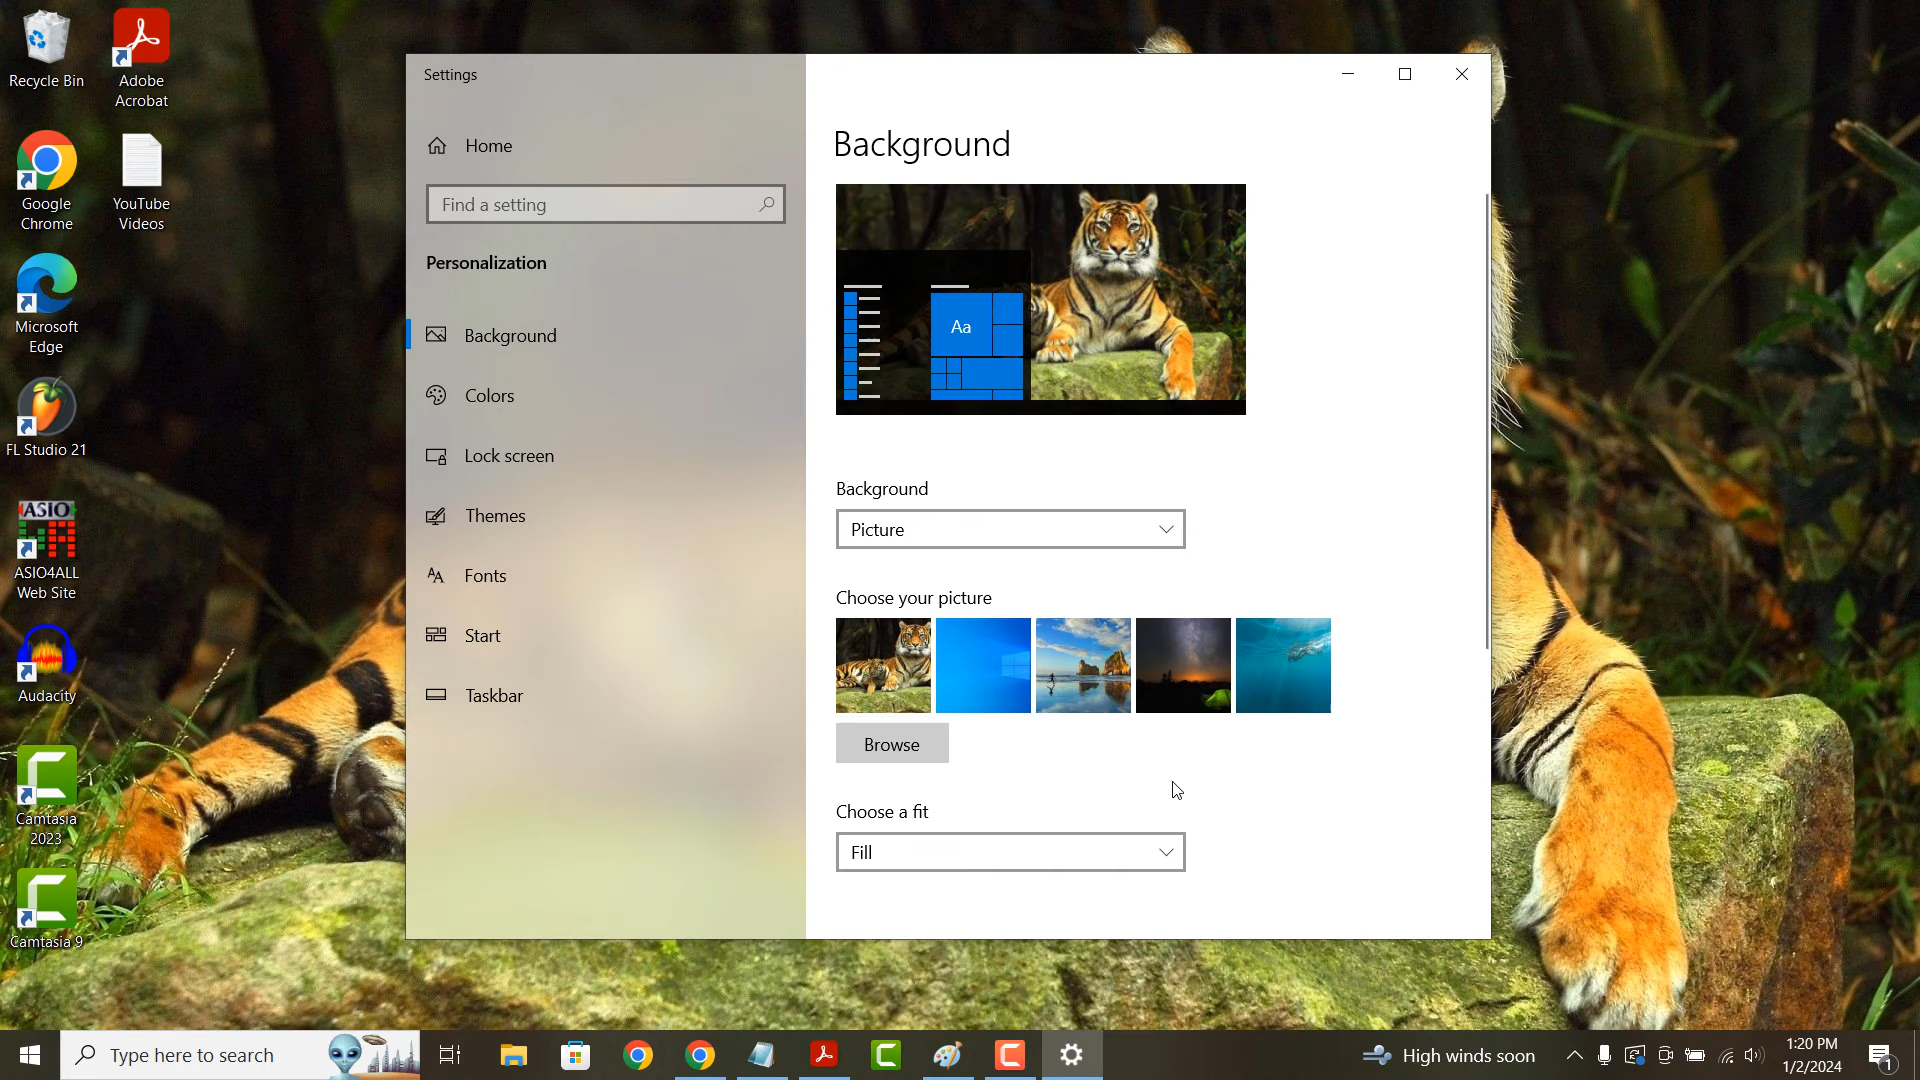 Recycle Bin
Adobe
Acrobat
Google
Chrome
YouTube
Videos
Microsoft
Edge
FL Studio 21
ASIO
ASIO4ALL
Web Site
Audacity
Camtasia
2023
Camtasia 9
Settings
Home
Find a setting
Personalization
Background
Colors
Lock screen
Themes
Fonts
Start
Taskbar
Background
Aa
Background
Picture
Choose your picture
Browse
Choose a fit
Fill
Type here to search
High winds soon
1:20 PM
1/2/2024
1